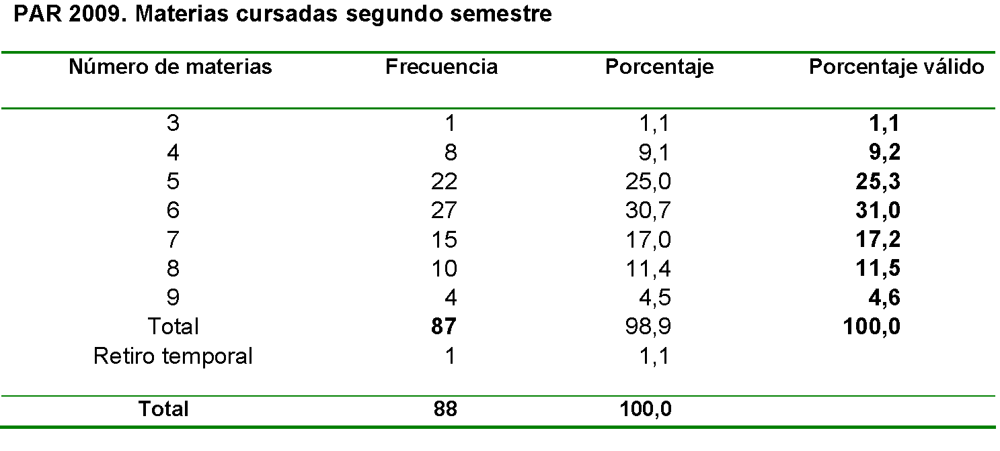 PAR 2009. Materias cursadas segundo semestre
Número de materias Frecuencia Porcentaje Porcentaje válido
3 1 1,1 1,1
4 8 9,1 9,2
5 22 25,0 25,3
6 27 30,7 31,0
7 15 17,0 17,2
8 10 11,4 11,5
9 4 4,5 4,6
Total 87 98,9 100,0
Retiro temporal 1 1,1
Total 88 100,0